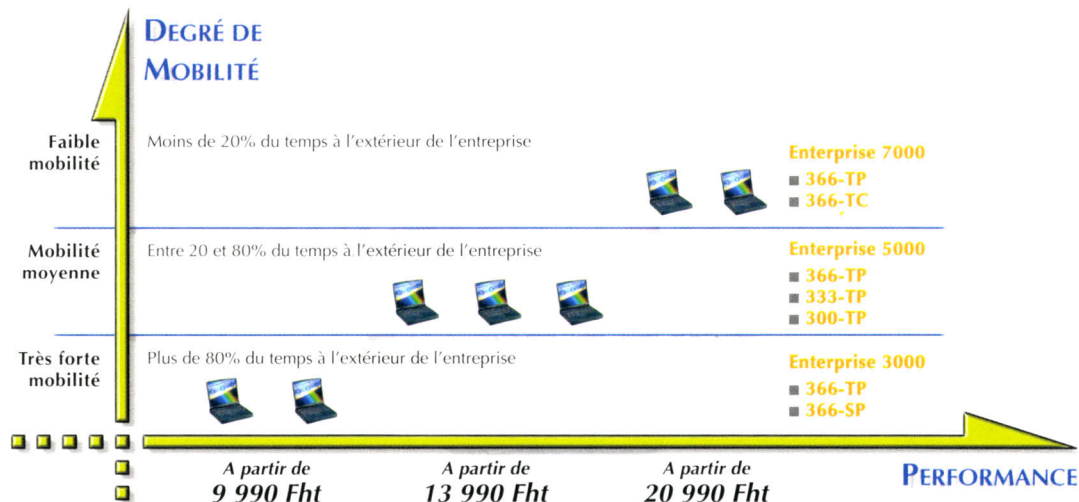 DEGRÉ DE
MOBILITÉ
Faible
mobilité
Moins de 20% du temps à l'extérieur de l'entreprise
Enterprise 7000
366-TP
366-TC
Mobilité
moyenne
Entre 20 et 80% du temps à l'extérieur de l'entreprise
Enterprise 5000
366-TP
333-TP
300-TP
Très forte
mobilité
Plus de 80% du temps à l'extérieur de l'entreprise
Enterprise 3000
366-TP
366-SP
A partir de
9 990 Fht
A partir de
13 990 Fht
A partir de
20 990 Fht
PERFORMANCE